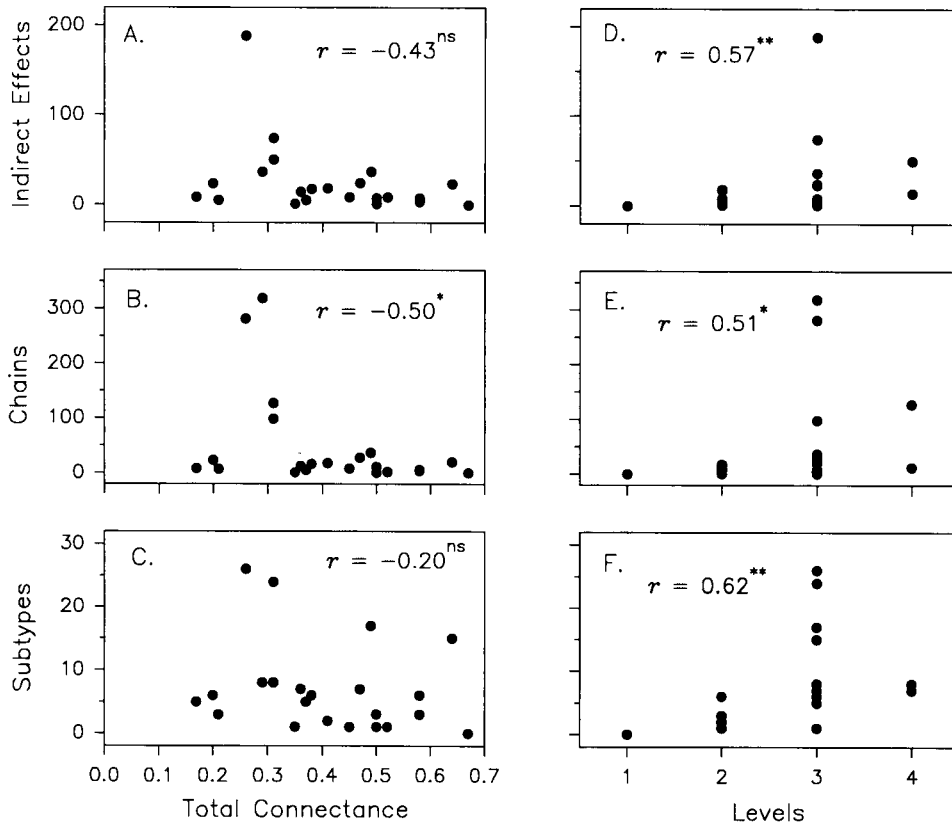 A.
r = −0.43ns
Indirect Effects
200
100
0
D.
r = 0.57**
B.
r = −0.50*
Chains
300
200
100
0
E.
r = 0.51*
C.
r = −0.20ns
Subtypes
30
20
10
0
0.0 0.1 0.2 0.3 0.4 0.5 0.6 0.7
Total Connectance
F.
r = 0.62**
1 2 3 4
Levels